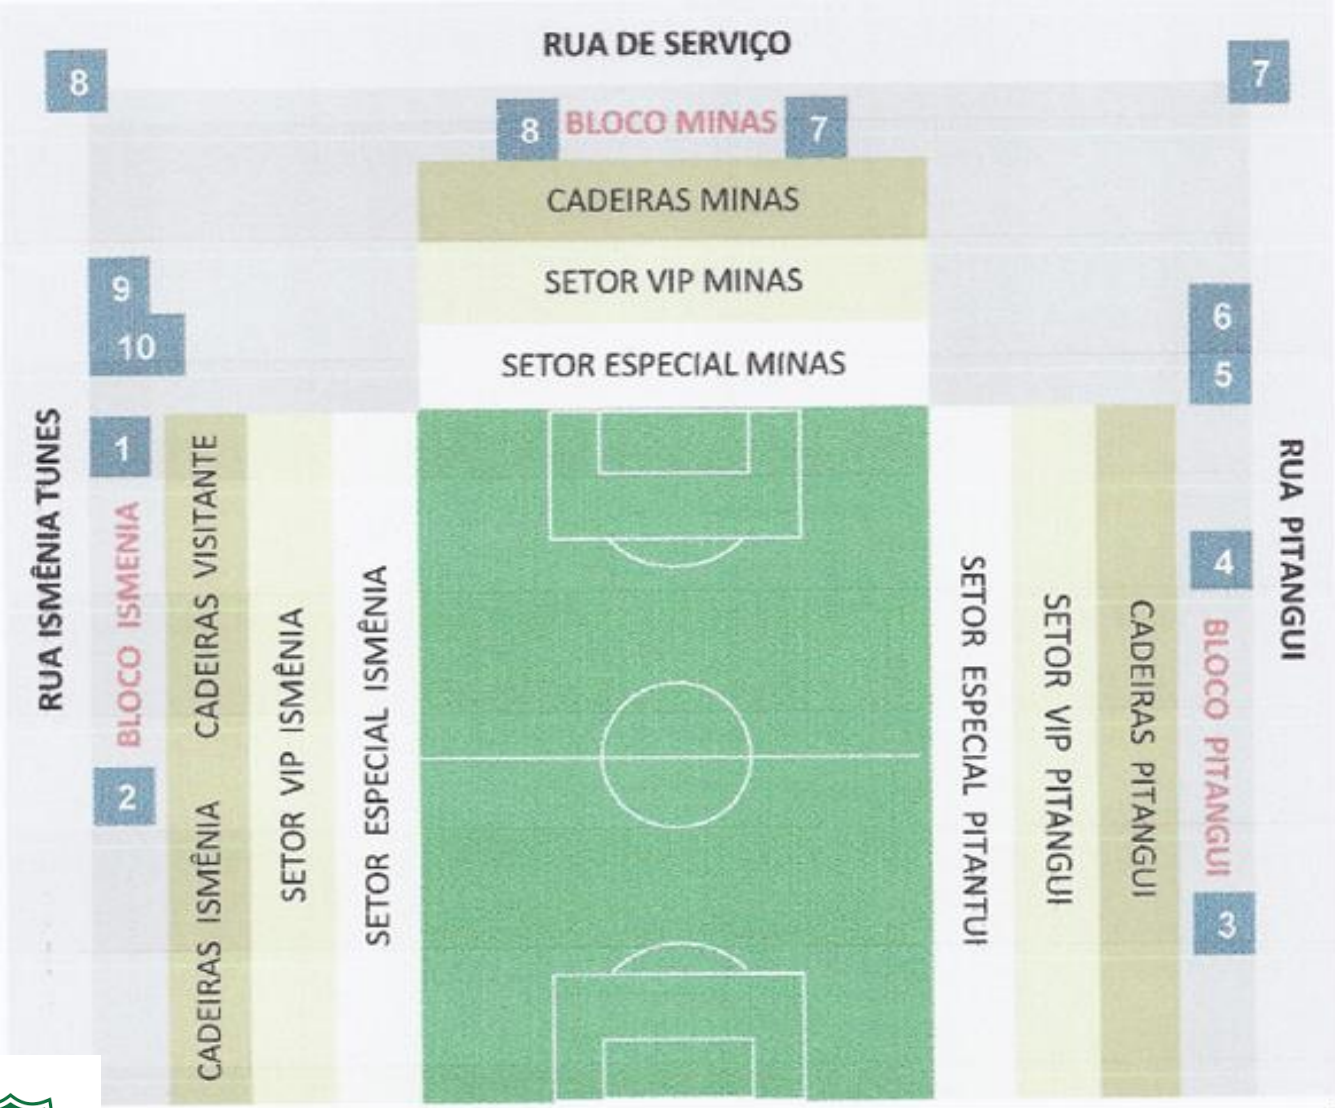 RUA DE SERVIÇO
8
7
8 BLOCO MINAS 7
CADEIRAS MINAS
SETOR VIP MINAS
SETOR ESPECIAL MINAS
9
10
6
5
RUA ISMÊNIA TUNES
1
BLOCO ISMENIA
2
CADEIRAS VISITANTE
CADEIRAS ISMÊNIA
SETOR VIP ISMÊNIA
SETOR ESPECIAL ISMÊNIA
SETOR ESPECIAL PITANTUI
SETOR VIP PITANGUI
CADEIRAS PITANGUI
4
BLOCO PITANGUI
3
RUA PITANGUI